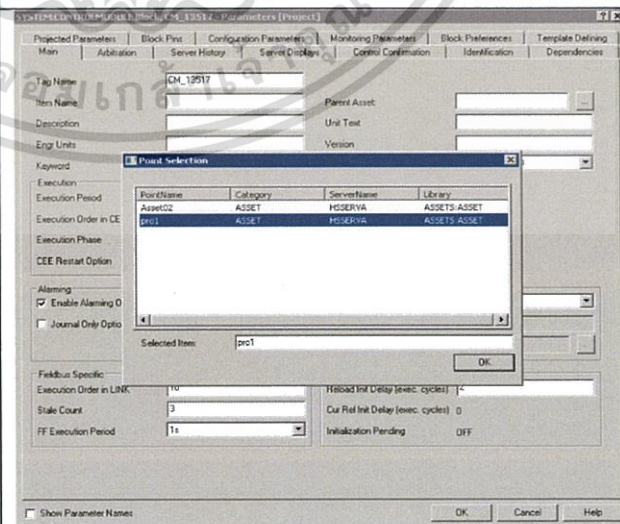 SYSTEM:CONTROLMODULE Block, CM_13517 - Parameters [Project]
Projected Parameters Block Pins Configuration Parameters Monitoring Parameters Block Preferences Template Defining
Main Arbitration Server History Server Displays Control Confirmation Identification Dependencies
Tag Name CM_13517
Item Name Parent Asset: ...
Description Unit Text
Engr Units Version
Keyword
Point Selection
Execution
Execution Period
Execution Order in CE
Execution Phase
CEE Restart Option
PointName Category ServerName Library
Asset02 ASSET HSSERVA ASSETS:ASSET
pro1 ASSET HSSERVA ASSETS:ASSET
Alarming
Enable Alarming O
Journal Only Optio
Selected Item: pro1
OK
Fieldbus Specific
Execution Order in LINK 10 Reload Init Delay (exec. cycles) 2
Stale Count 3 Cur Rel Init Delay (exec. cycles) 0
FF Execution Period 1s Initialization Pending OFF
Show Parameter Names OK Cancel Help